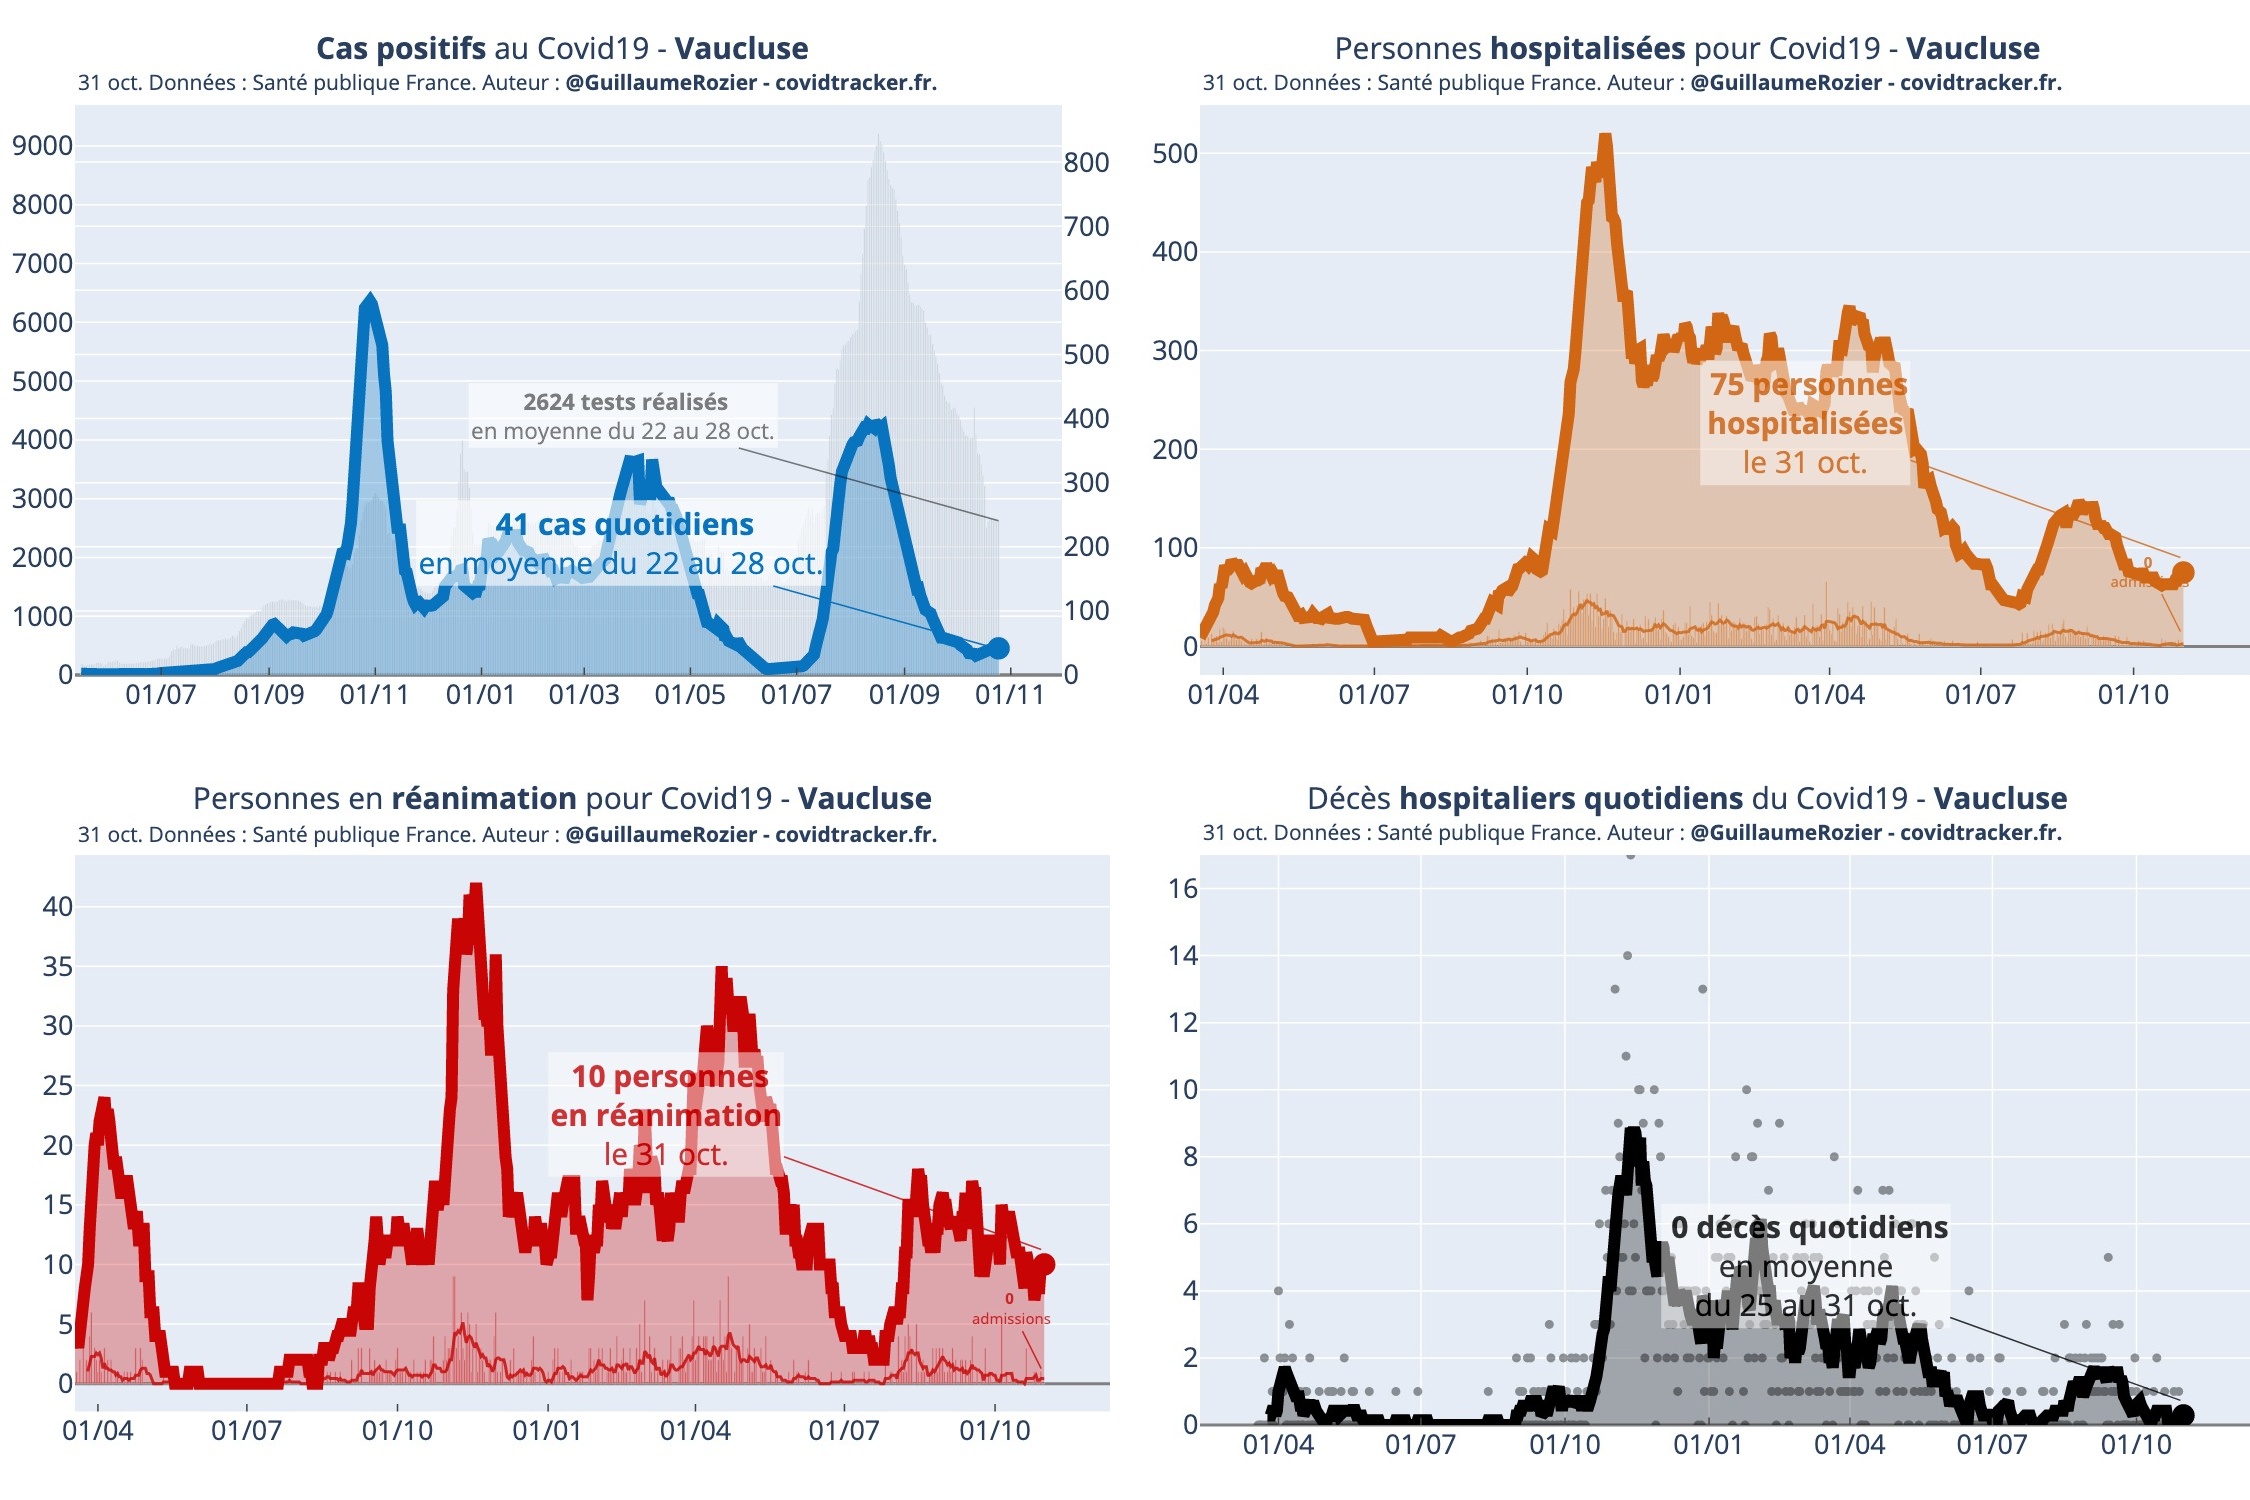 Cas positifs au Covid19 - Vaucluse
31 oct. Données : Santé publique France. Auteur : @GuillaumeRozier - covidtracker.fr.
9000
8000
7000
6000
5000
4000
3000
2000
1000
0
800
700
600
500
400
300
200
100
0
2624 tests réalisés
en moyenne du 22 au 28 oct.
41 cas quotidiens
en moyenne du 22 au 28 oct.
01/07 01/09 01/11 01/01 01/03 01/05 01/07 01/09 01/11
Personnes hospitalisées pour Covid19 - Vaucluse
31 oct. Données : Santé publique France. Auteur : @GuillaumeRozier - covidtracker.fr.
500
400
300
200
100
0
75 personnes
hospitalisées
le 31 oct.
0
admissions
01/04 01/07 01/10 01/01 01/04 01/07 01/10
Personnes en réanimation pour Covid19 - Vaucluse
31 oct. Données : Santé publique France. Auteur : @GuillaumeRozier - covidtracker.fr.
40
35
30
25
20
15
10
5
0
10 personnes
en réanimation
le 31 oct.
0
admissions
01/04 01/07 01/10 01/01 01/04 01/07 01/10
Décès hospitaliers quotidiens du Covid19 - Vaucluse
31 oct. Données : Santé publique France. Auteur : @GuillaumeRozier - covidtracker.fr.
16
14
12
10
8
6
4
2
0
0 décès quotidiens
en moyenne
du 25 au 31 oct.
01/04 01/07 01/10 01/01 01/04 01/07 01/10